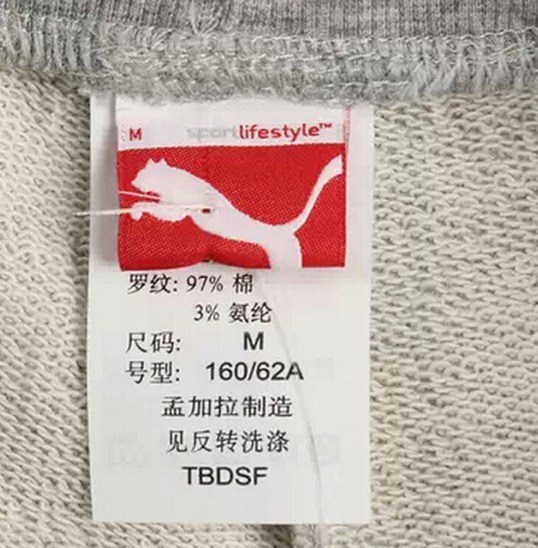 M sportlifestyle™
罗纹: 97% 棉
3% 氨纶
尺码: M
号型: 160/62A
孟加拉制造
见反转洗涤
TBDSF